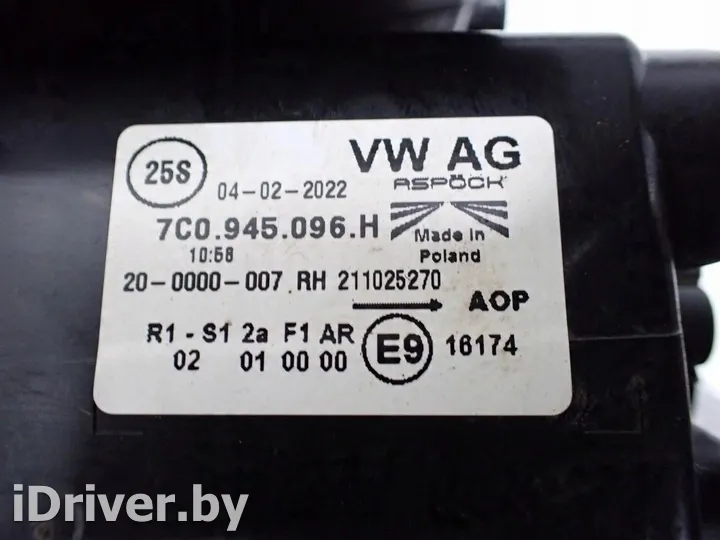 25S
04-02-2022
VW AG
ASPÖCK
7C0.945.096.H
Made in
Poland
10:56
20-0000-007 RH 211025270
AOP
R1-S1 2a F1 AR
02 01 00 00
E9 16174
iDriver.by